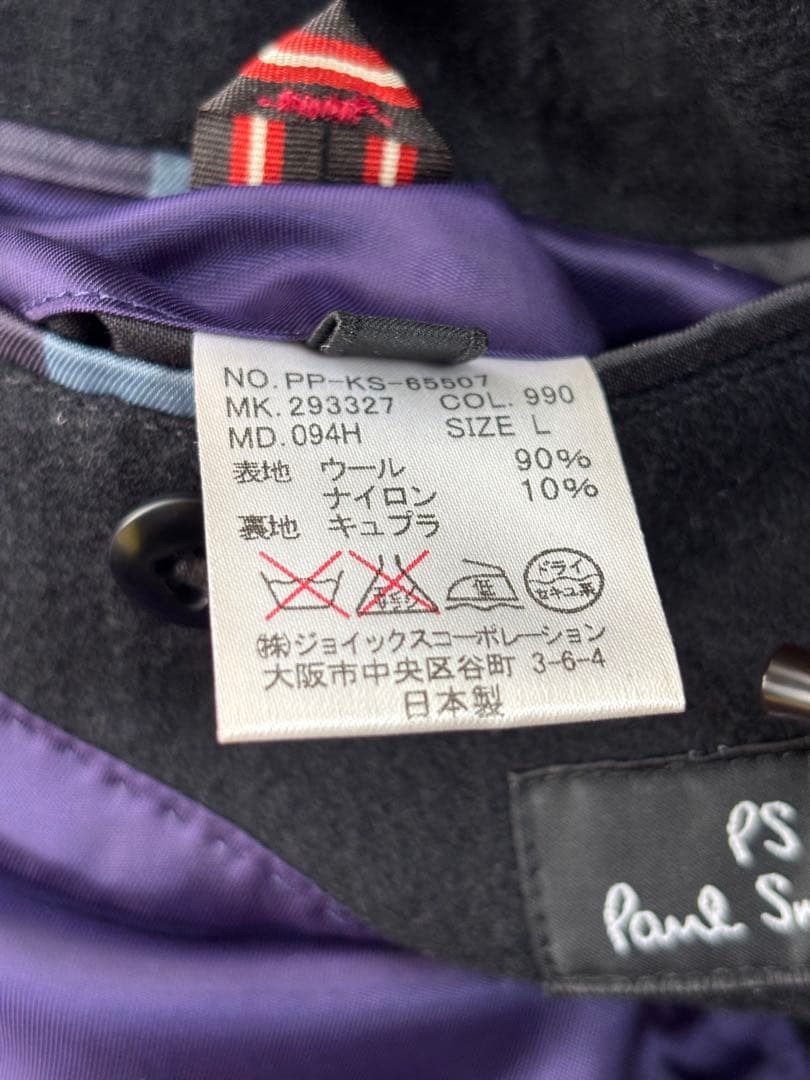 NO. PP-KS-65507
MK. 293327 COL. 990
MD. 094H SIZE L
表地 ウール 90%
ナイロン 10%
裏地 キュプラ
低 ドライ
セキユ系
㈱ジョイックスコーポレーション
大阪市中央区谷町 3-6-4
日本製
PS
Paul